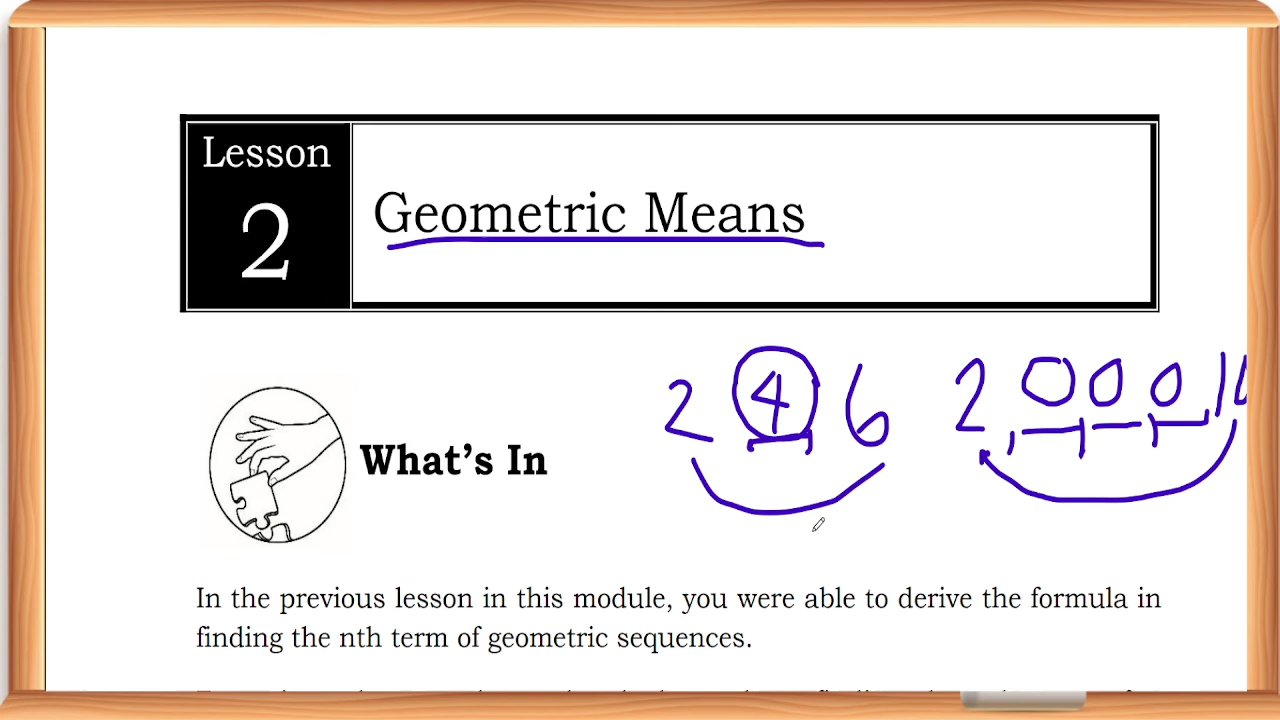 Lesson
2
Geometric Means
2 4 6 2 , 0 0 0 , 1
What's In
In the previous lesson in this module, you were able to derive the formula in
finding the nth term of geometric sequences.